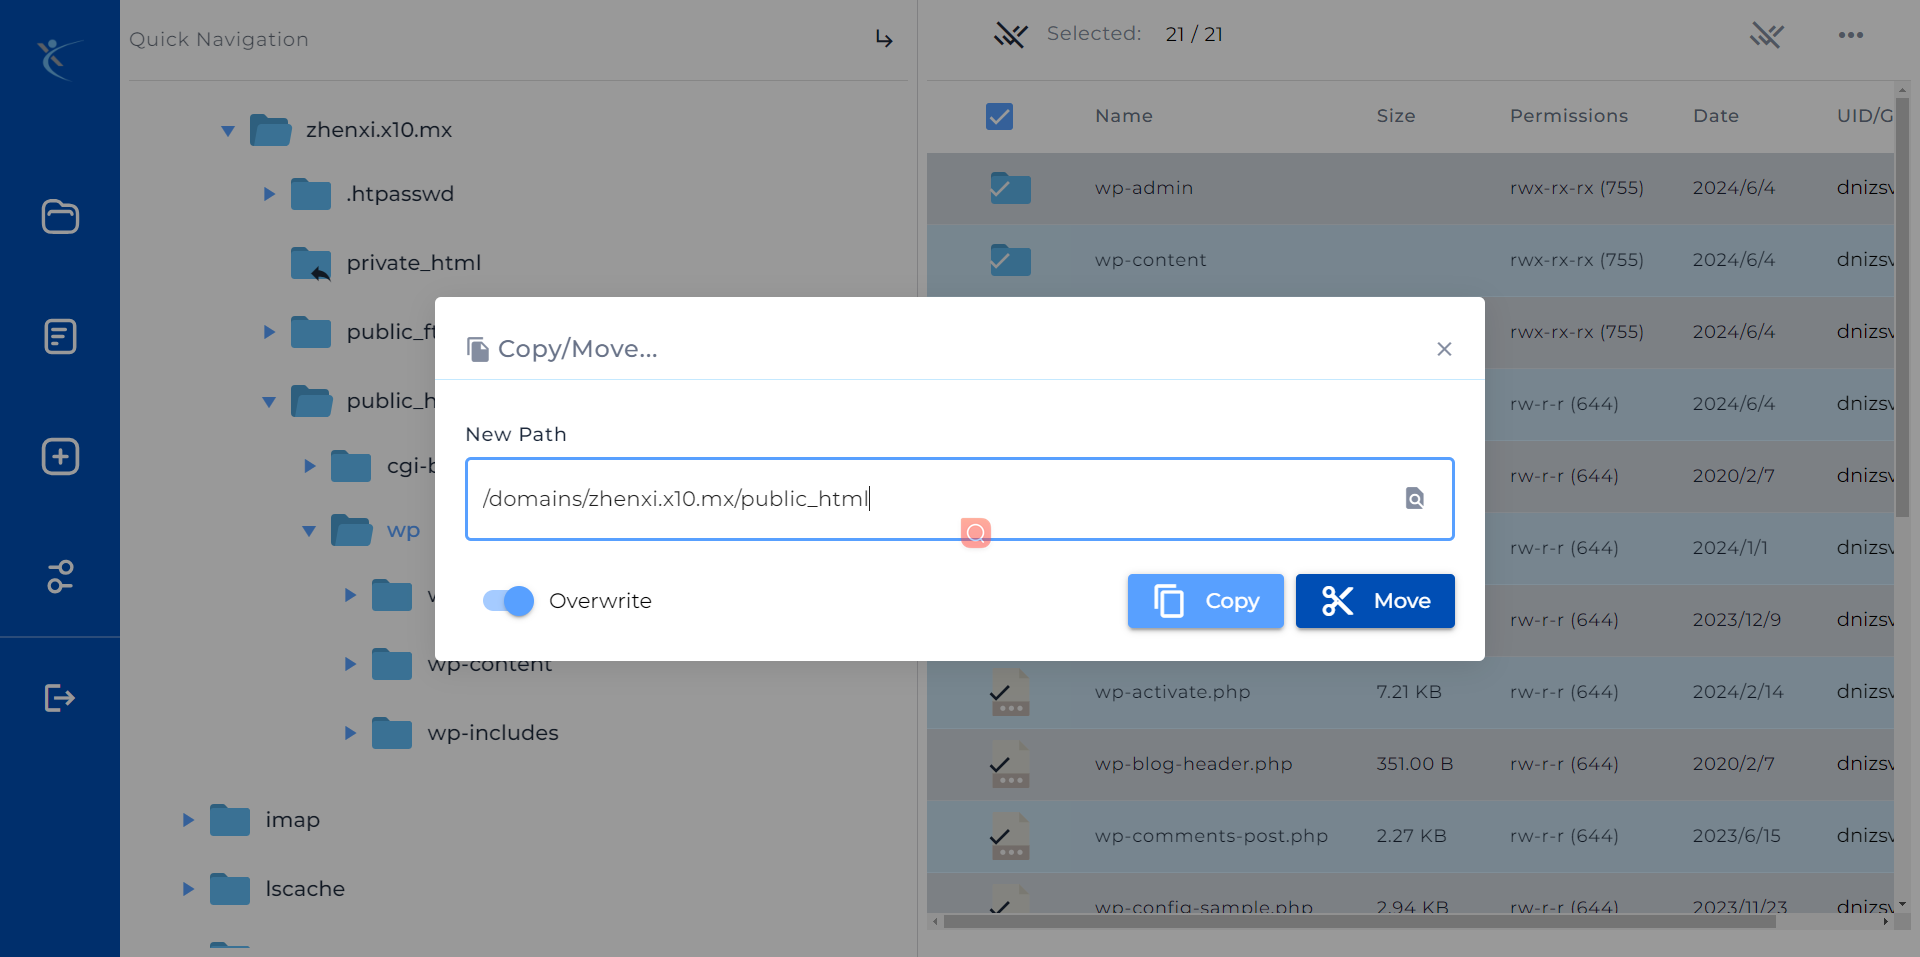 Quick Navigation
zhenxi.x10.mx
.htpasswd
private_html
public_f
public_h
cgi-b
wp
wp-content
wp-includes
imap
lscache
Selected: 21 / 21
Name Size Permissions Date UID/G
wp-admin rwx-rx-rx (755) 2024/6/4 dnizsv
wp-content rwx-rx-rx (755) 2024/6/4 dnizsv
rwx-rx-rx (755) 2024/6/4 dnizsv
rw-r-r (644) 2024/6/4 dnizsv
rw-r-r (644) 2020/2/7 dnizsv
rw-r-r (644) 2024/1/1 dnizsv
rw-r-r (644) 2023/12/9 dnizsv
wp-activate.php 7.21 KB rw-r-r (644) 2024/2/14 dnizsv
wp-blog-header.php 351.00 B rw-r-r (644) 2020/2/7 dnizsv
wp-comments-post.php 2.27 KB rw-r-r (644) 2023/6/15 dnizsv
wp-config-sample.php 2.94 KB rw-r-r (644) 2023/11/23 dnizsv
Copy/Move...
New Path
/domains/zhenxi.x10.mx/public_html
Overwrite
Copy
Move